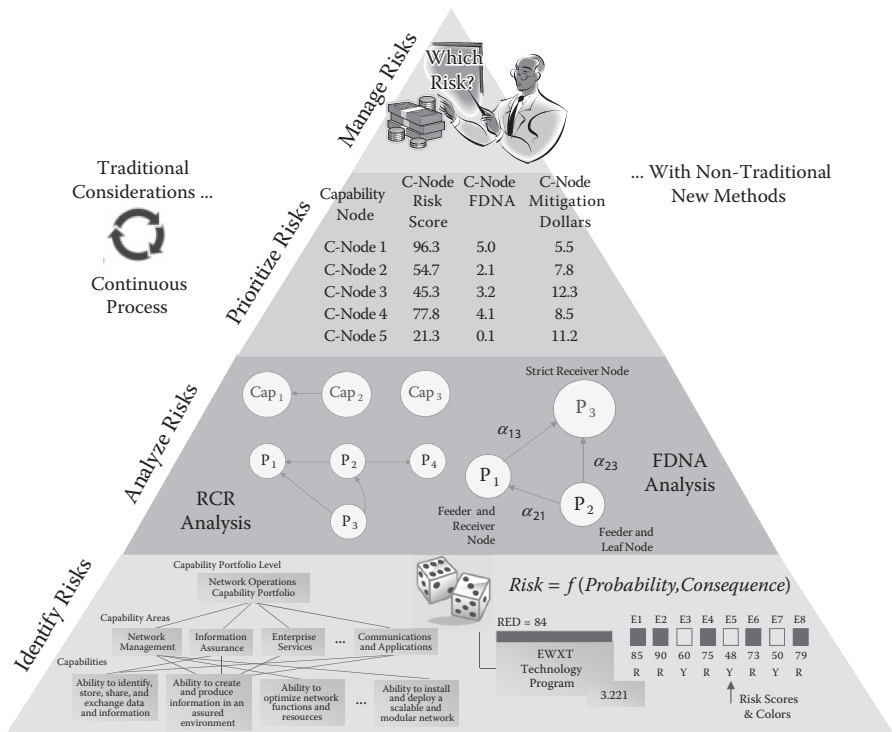 Manage Risks
Which
Risk?
Traditional
Considerations ...
Continuous
Process
... With Non-Traditional
New Methods
Prioritize Risks
Capability
Node
C-Node
Risk
Score
C-Node
FDNA
C-Node
Mitigation
Dollars
C-Node 1 96.3 5.0 5.5
C-Node 2 54.7 2.1 7.8
C-Node 3 45.3 3.2 12.3
C-Node 4 77.8 4.1 8.5
C-Node 5 21.3 0.1 11.2
Analyze Risks
Cap1 Cap2 Cap3
P1 P2 P4
P3
RCR
Analysis
Strict Receiver Node
P3
α13
α23
P1
α21
P2
Feeder and
Receiver
Node
Feeder and
Leaf Node
FDNA
Analysis
Identify Risks
Capability Portfolio Level
Network Operations
Capability Portfolio
Capability Areas
Network
Management
Information
Assurance
Enterprise
Services
...
Communications
and Applications
Capabilities
Ability to identify,
store, share, and
exchange data
and information
Ability to create
and produce
information in an
assured
environment
Ability to
optimize network
functions and
resources
...
Ability to install
and deploy a
scalable and
modular network
Risk = f (Probability,Consequence)
RED = 84
EWXT
Technology
Program
3.221
E1 E2 E3 E4 E5 E6 E7 E8
85 90 60 75 48 73 50 79
R R Y R Y R Y R
Risk Scores
& Colors